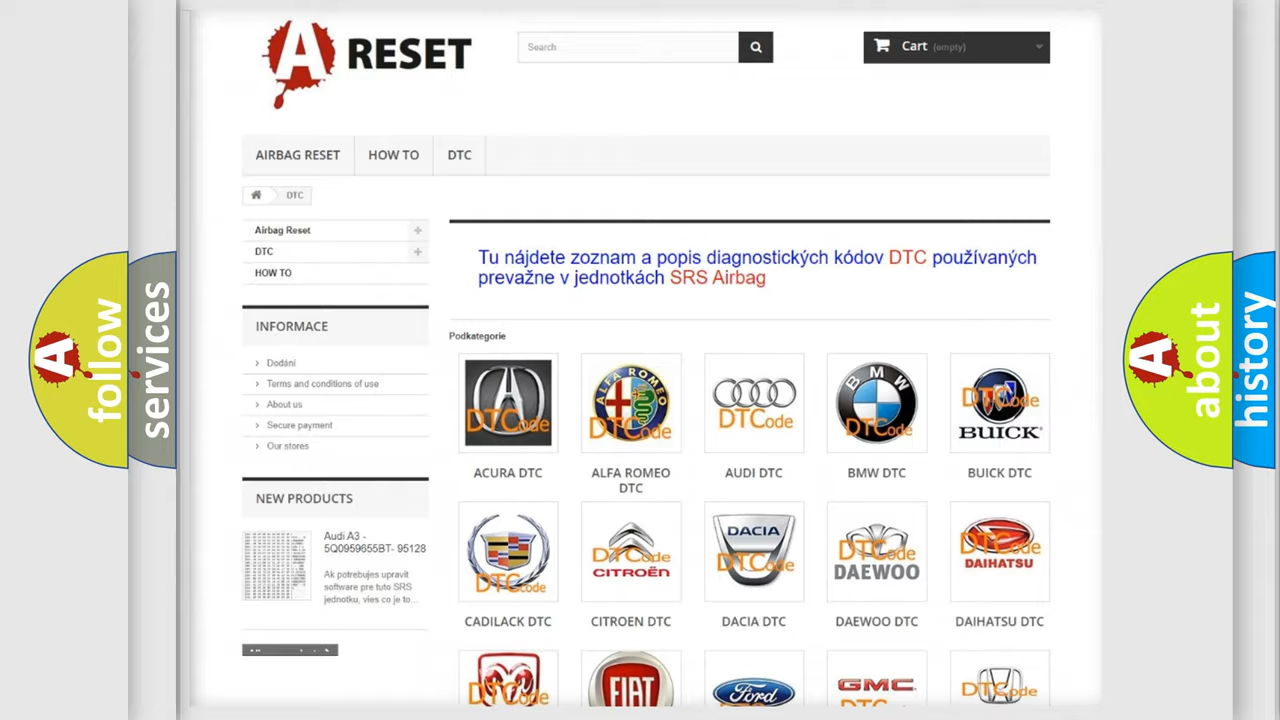 A RESET
Search
Cart (empty)
AIRBAG RESET
HOW TO
DTC
DTC
Airbag Reset
DTC
HOW TO
INFORMACE
Dodání
Terms and conditions of use
About us
Secure payment
Our stores
NEW PRODUCTS
Audi A3 -
5Q0959655BT- 95128
Ak potrebujes upravit
software pre tuto SRS
jednotku, vies co je to...
Tu nájdete zoznam a popis diagnostických kódov DTC používaných
prevažne v jednotkách SRS Airbag
Podkategorie
DTCode
ALFA ROMEO
DTCode
DTCode
BMW
DTCode
DTCode
BUICK
ACURA DTC
ALFA ROMEO
DTC
AUDI DTC
BMW DTC
BUICK DTC
DTCode
DTCode
CITROËN
DACIA
DTCode
DTCode
DAEWOO
DTCode
DAIHATSU
CADILACK DTC
CITROEN DTC
DACIA DTC
DAEWOO DTC
DAIHATSU DTC
DTCode
FIAT
Ford
GMC
DTCode
A follow
services
A about
history